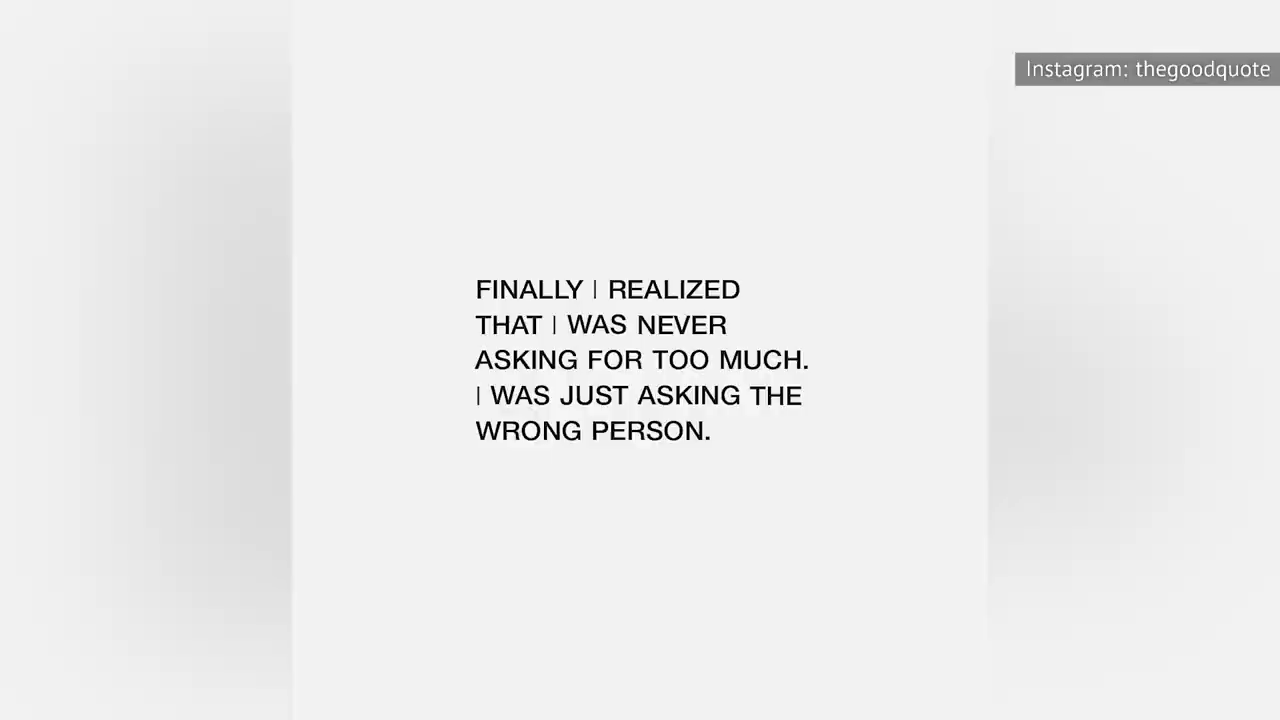 Instagram: thegoodquote
FINALLY I REALIZED
THAT I WAS NEVER
ASKING FOR TOO MUCH.
I WAS JUST ASKING THE
WRONG PERSON.